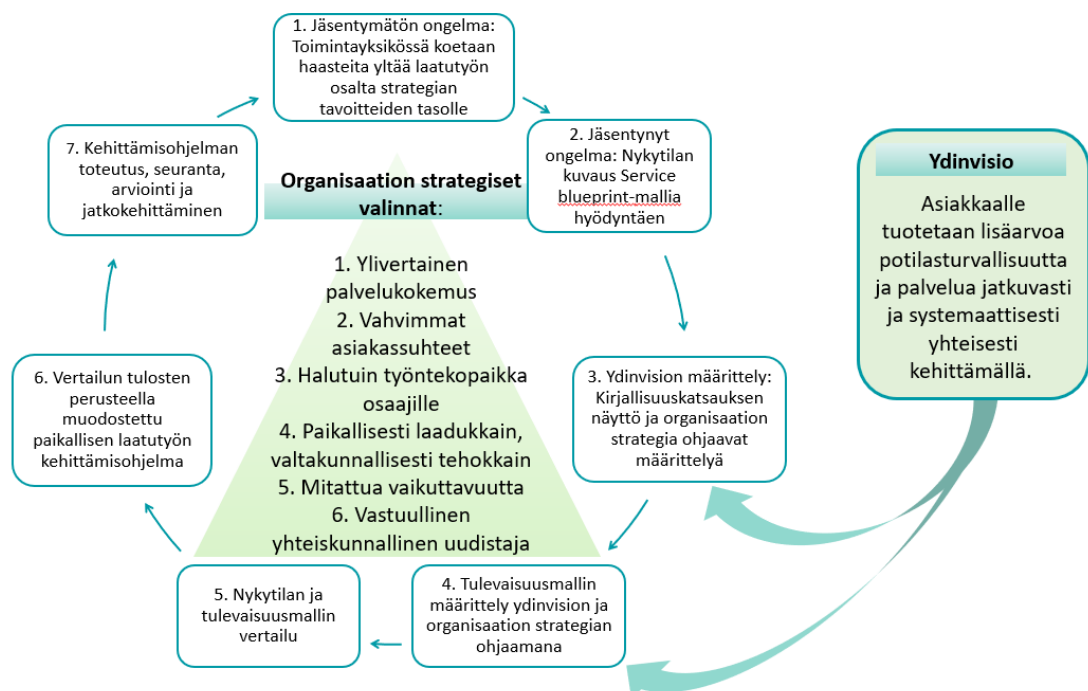 1. Jäsentymätön ongelma:
Toimintayksikössä koetaan
haasteita yltää laatutyön
osalta strategian
tavoitteiden tasolle
2. Jäsentynyt
ongelma: Nykytilan
kuvaus Service
blueprint-mallia
hyödyntäen
3. Ydinvision määrittely:
Kirjallisuuskatsauksen
näyttö ja organisaation
strategia ohjaavat
määrittelyä
4. Tulevaisuusmallin
määrittely ydinvision ja
organisaation strategian
ohjaamana
5. Nykytilan ja
tulevaisuusmallin
vertailu
6. Vertailun tulosten
perusteella
muodostettu
paikallisen laatutyön
kehittämisohjelma
7. Kehittämisohjelman
toteutus, seuranta,
arviointi ja
jatkokehittäminen
Organisaation strategiset
valinnat:
1. Ylivertainen
palvelukokemus
2. Vahvimmat
asiakassuhteet
3. Halutuin työntekopaikka
osaajille
4. Paikallisesti laadukkain,
valtakunnallisesti tehokkain
5. Mitattua vaikuttavuutta
6. Vastuullinen
yhteiskunnallinen uudistaja
Ydinvisio
Asiakkaalle
tuotetaan lisäarvoa
potilasturvallisuutta
ja palvelua jatkuvasti
ja systemaattisesti
yhteisesti
kehittämällä.